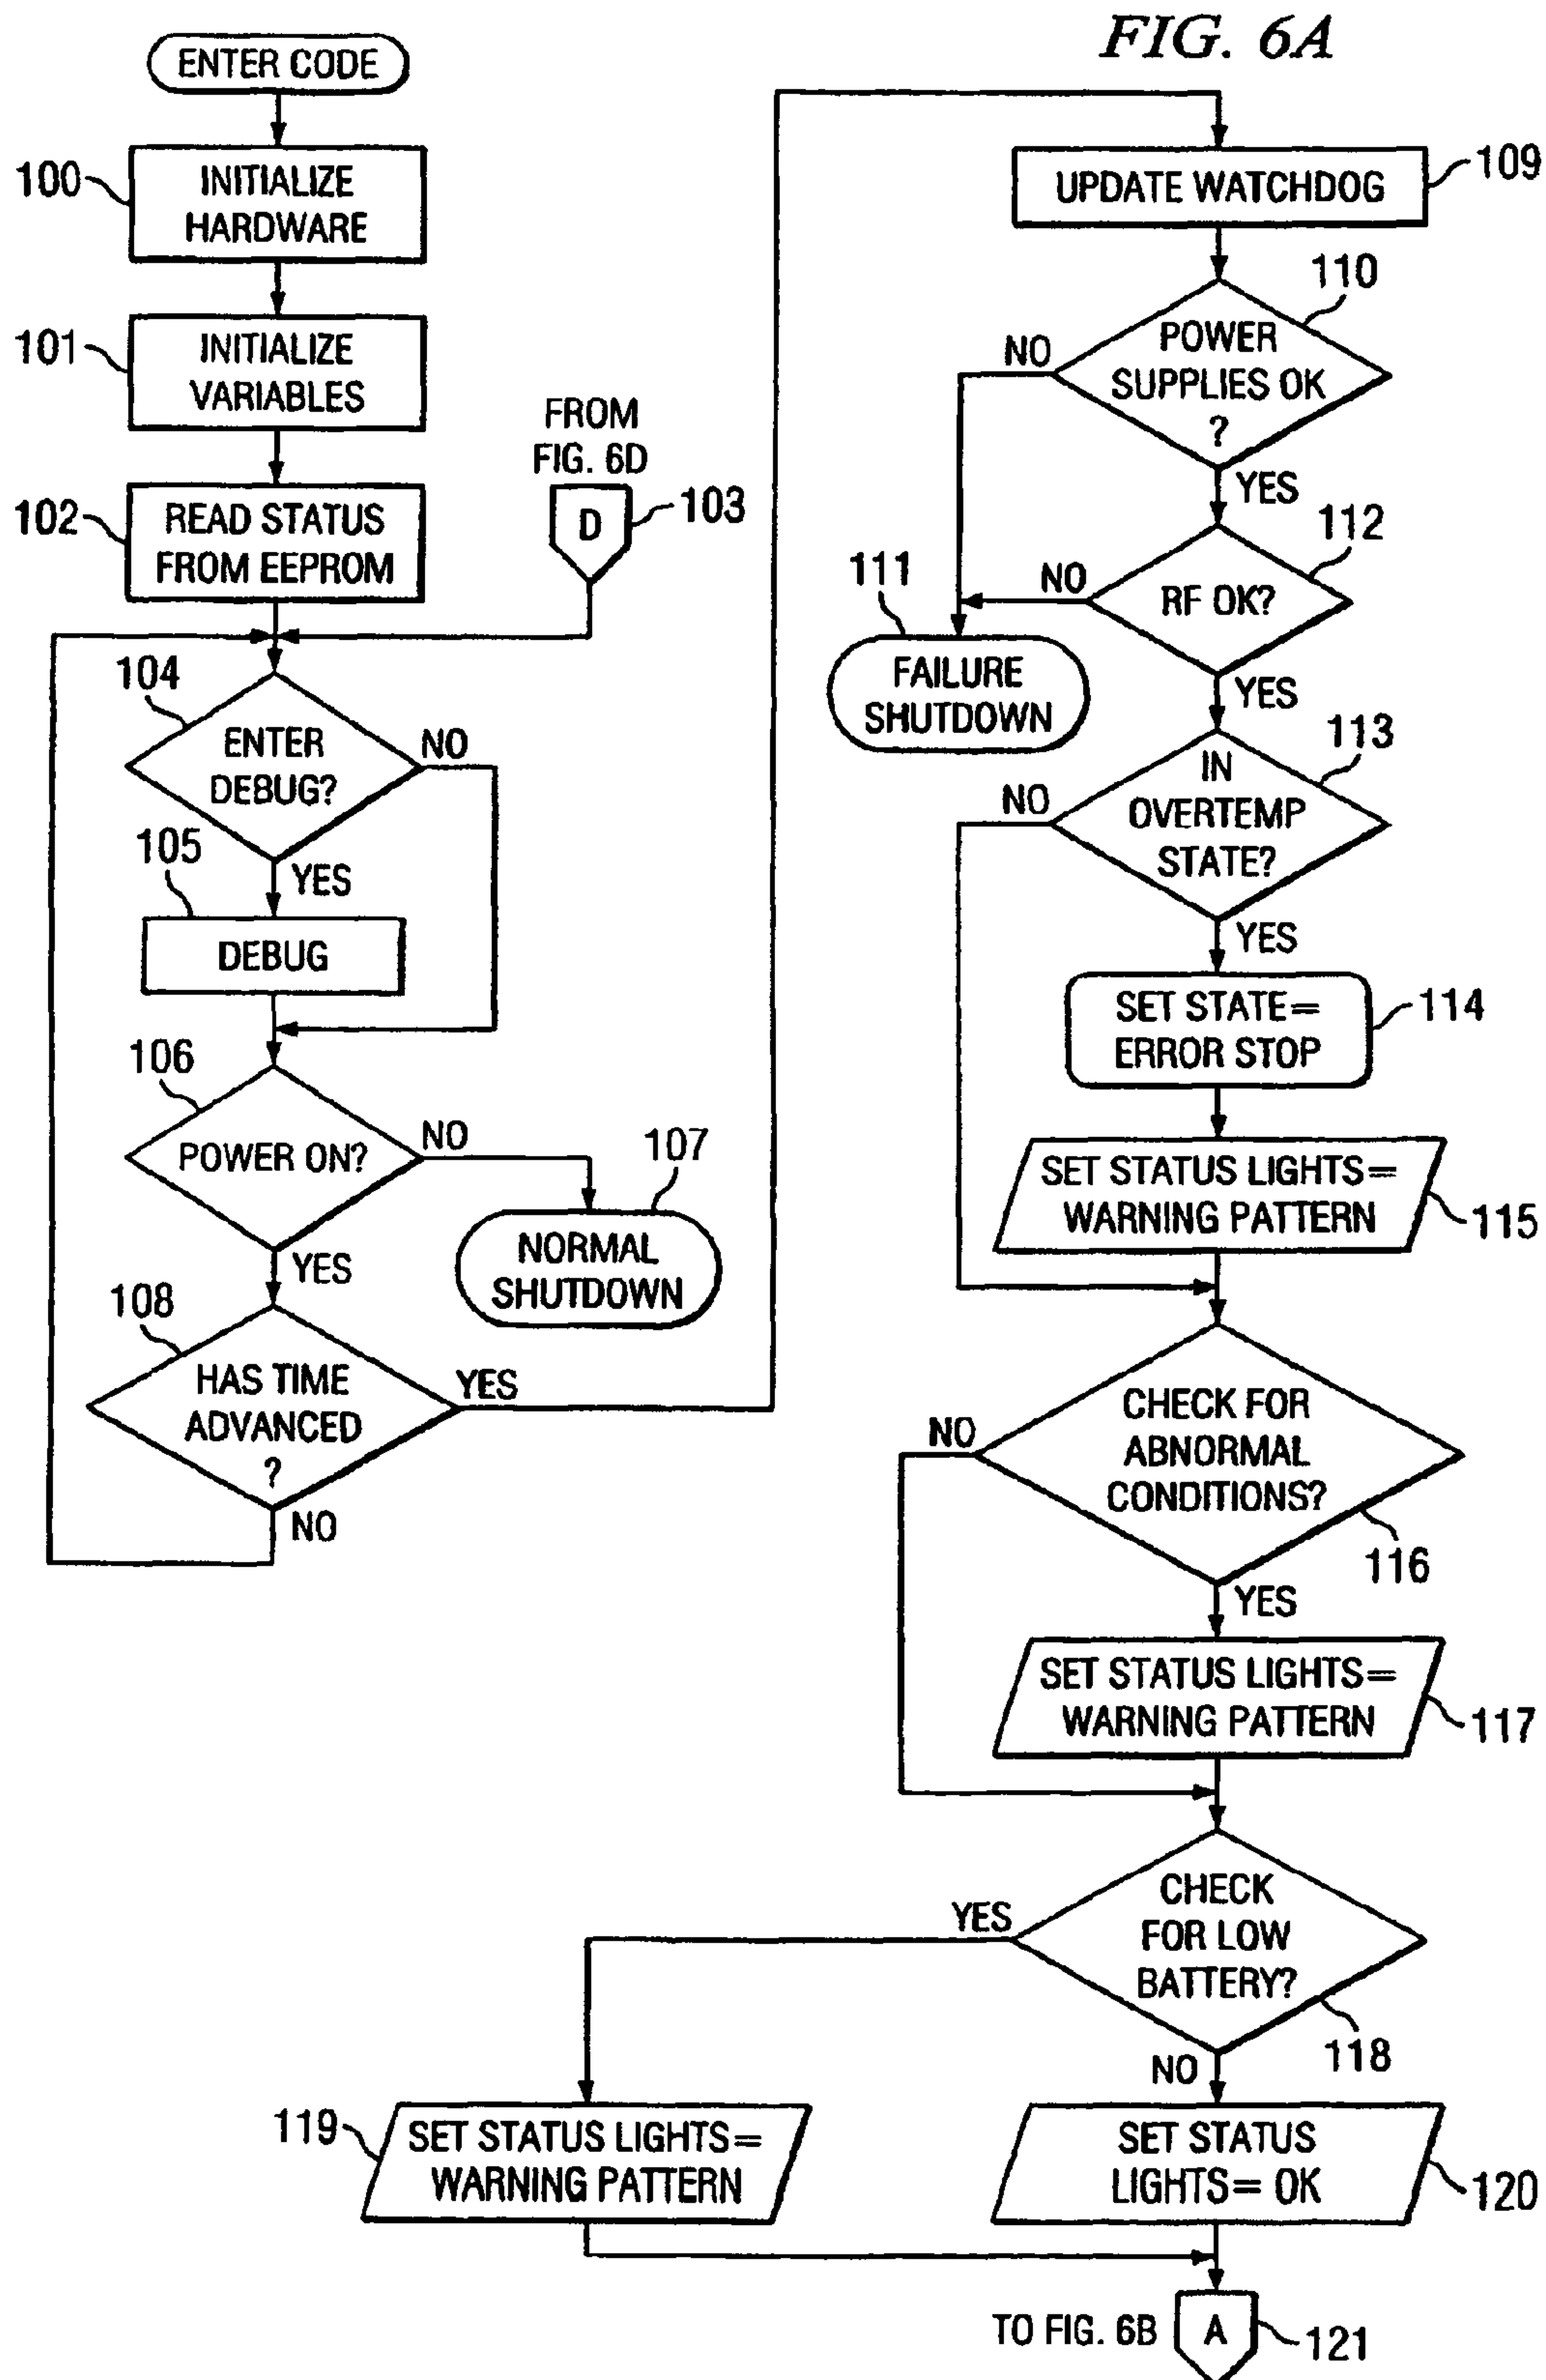 FIG. 6A
ENTER CODE
100
INITIALIZE
HARDWARE
101
INITIALIZE
VARIABLES
102
READ STATUS
FROM EEPROM
FROM
FIG. 6D
D
103
104
ENTER
DEBUG?
NO
YES
105
DEBUG
106
POWER ON?
NO
YES
107
NORMAL
SHUTDOWN
108
HAS TIME
ADVANCED
?
YES
NO
UPDATE WATCHDOG
109
110
POWER
SUPPLIES OK
?
NO
YES
112
RF OK?
NO
YES
111
FAILURE
SHUTDOWN
113
IN
OVERTEMP
STATE?
NO
YES
SET STATE=
ERROR STOP
114
SET STATUS LIGHTS=
WARNING PATTERN
115
CHECK FOR
ABNORMAL
CONDITIONS?
NO
116
YES
SET STATUS LIGHTS=
WARNING PATTERN
117
CHECK
FOR LOW
BATTERY?
YES
118
NO
119
SET STATUS LIGHTS=
WARNING PATTERN
SET STATUS
LIGHTS= OK
120
TO FIG. 6B
A
121